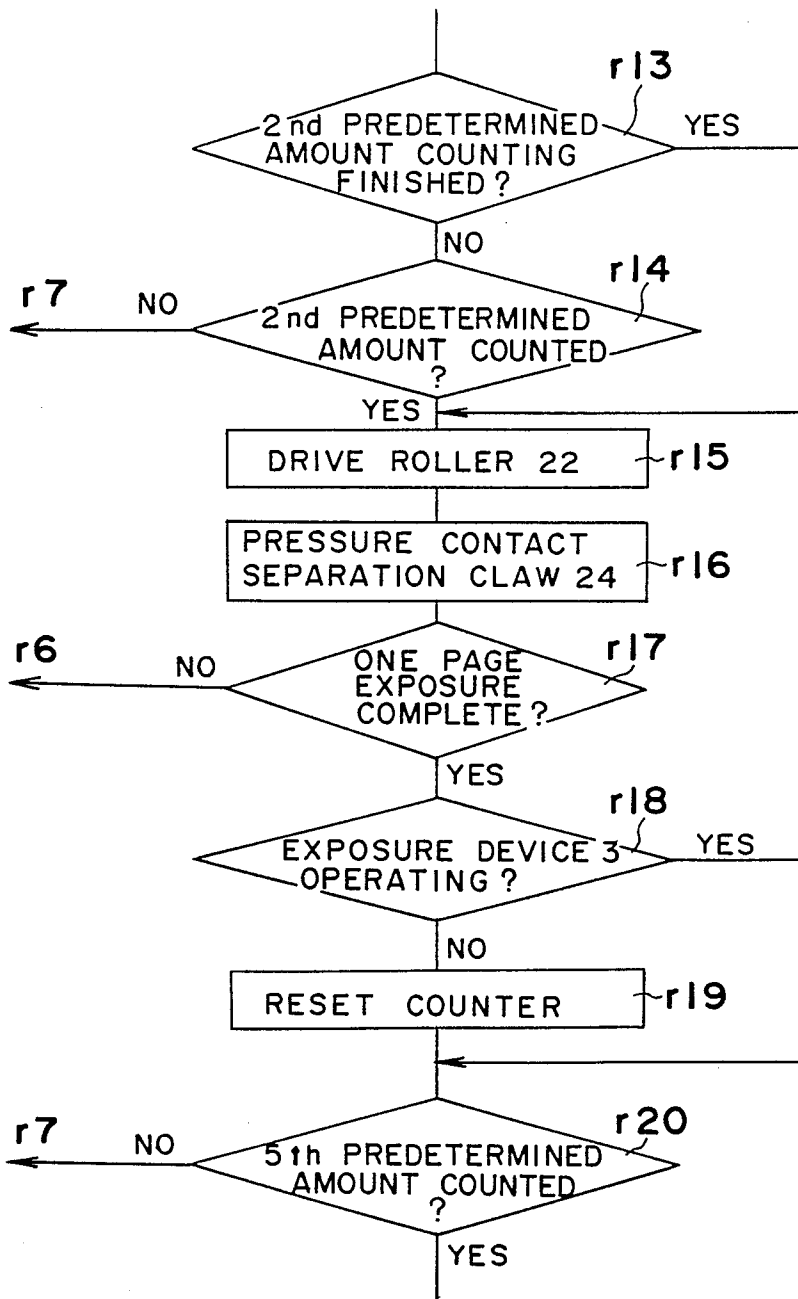 r13
2nd PREDETERMINED
AMOUNT COUNTING
FINISHED?
YES
NO
r14
r7
NO
2nd PREDETERMINED
AMOUNT COUNTED
?
YES
DRIVE ROLLER 22
r15
PRESSURE CONTACT
SEPARATION CLAW 24
r16
r6
NO
r17
ONE PAGE
EXPOSURE
COMPLETE?
YES
r18
EXPOSURE DEVICE 3
OPERATING?
YES
NO
RESET COUNTER
r19
r7
NO
r20
5th PREDETERMINED
AMOUNT COUNTED
?
YES